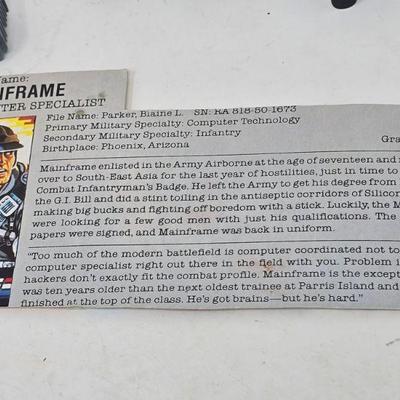 Name:
INFRAME
TER SPECIALIST
File Name: Parker, Blaine L. SN: RA 818-50-1673
Primary Military Specialty: Computer Technology
Secondary Military Specialty: Infantry
Birthplace: Phoenix, Arizona Gra
Mainframe enlisted in the Army Airborne at the age of seventeen and
over to South-East Asia for the last year of hostilities, just in time to
Combat Infantryman's Badge. He left the Army to get his degree from
the G.I. Bill and did a stint toiling in the antiseptic corridors of Silicon
making big bucks and fighting off boredom with a stick. Luckily, the M
were looking for a few good men with just his qualifications. The
papers were signed, and Mainframe was back in uniform.
"Too much of the modern battlefield is computer coordinated not to
computer specialist right out there in the field with you. Problem i
hackers don't exactly fit the combat profile. Mainframe is the except
was ten years older than the next oldest trainee at Parris Island and
finished at the top of the class. He's got brains—but he's hard."